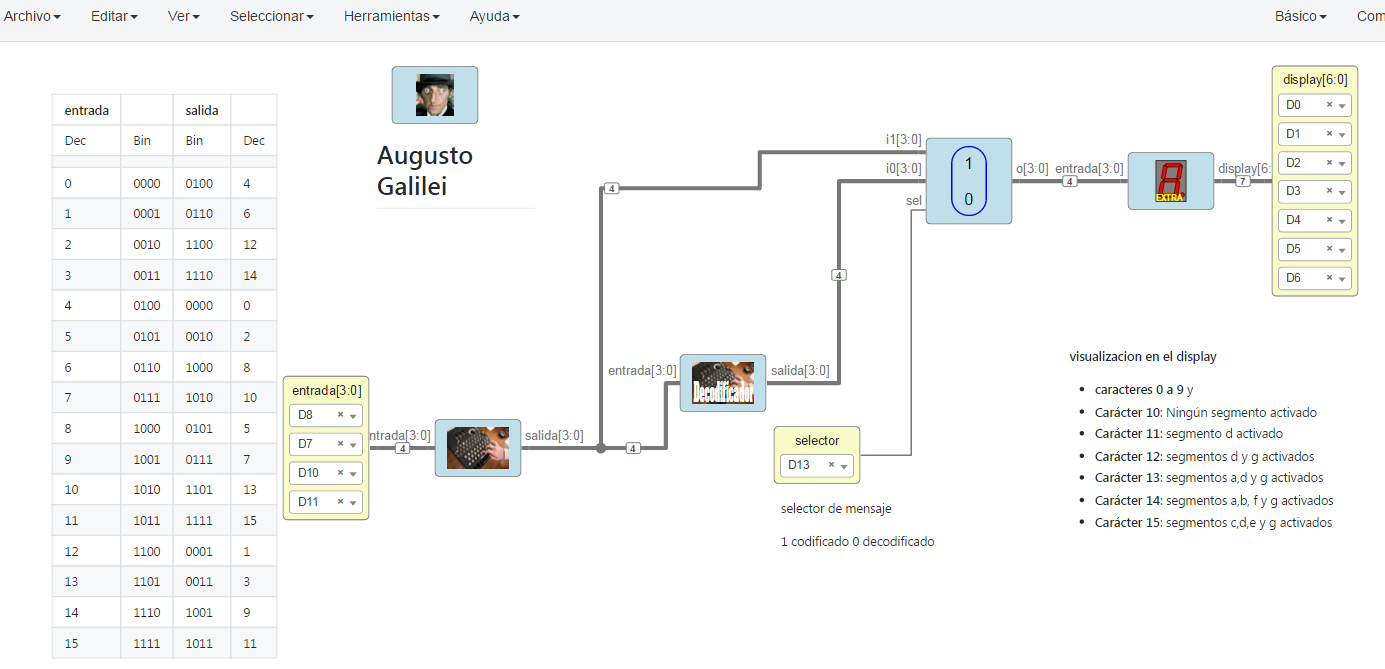 Archivo Editar Ver Seleccionar Herramientas Ayuda Básico Com
entrada salida
Dec Bin Bin Dec
0 0000 0100 4
1 0001 0110 6
2 0010 1100 12
3 0011 1110 14
4 0100 0000 0
5 0101 0010 2
6 0110 1000 8
7 0111 1010 10
8 1000 0101 5
9 1001 0111 7
10 1010 1101 13
11 1011 1111 15
12 1100 0001 1
13 1101 0011 3
14 1110 1001 9
15 1111 1011 11
Augusto
Galilei
entrada[3:0]
D8 ×
D7 ×
D10 ×
D11 ×
ntrada[3:0]
4
salida[3:0]
4
4
entrada[3:0]
Decodificador
salida[3:0]
4
selector
D13 ×
selector de mensaje
1 codificado 0 decodificado
i1[3:0]
i0[3:0]
sel
1
0
o[3:0]
4
entrada[3:0]
EXTRA
display[6:
7
display[6:0]
D0 ×
D1 ×
D2 ×
D3 ×
D4 ×
D5 ×
D6 ×
visualizacion en el display
• caracteres 0 a 9 y
• Carácter 10: Ningún segmento activado
• Carácter 11: segmento d activado
• Carácter 12: segmentos d y g activados
• Carácter 13: segmentos a,d y g activados
• Carácter 14: segmentos a,b, f y g activados
• Carácter 15: segmentos c,d,e y g activados